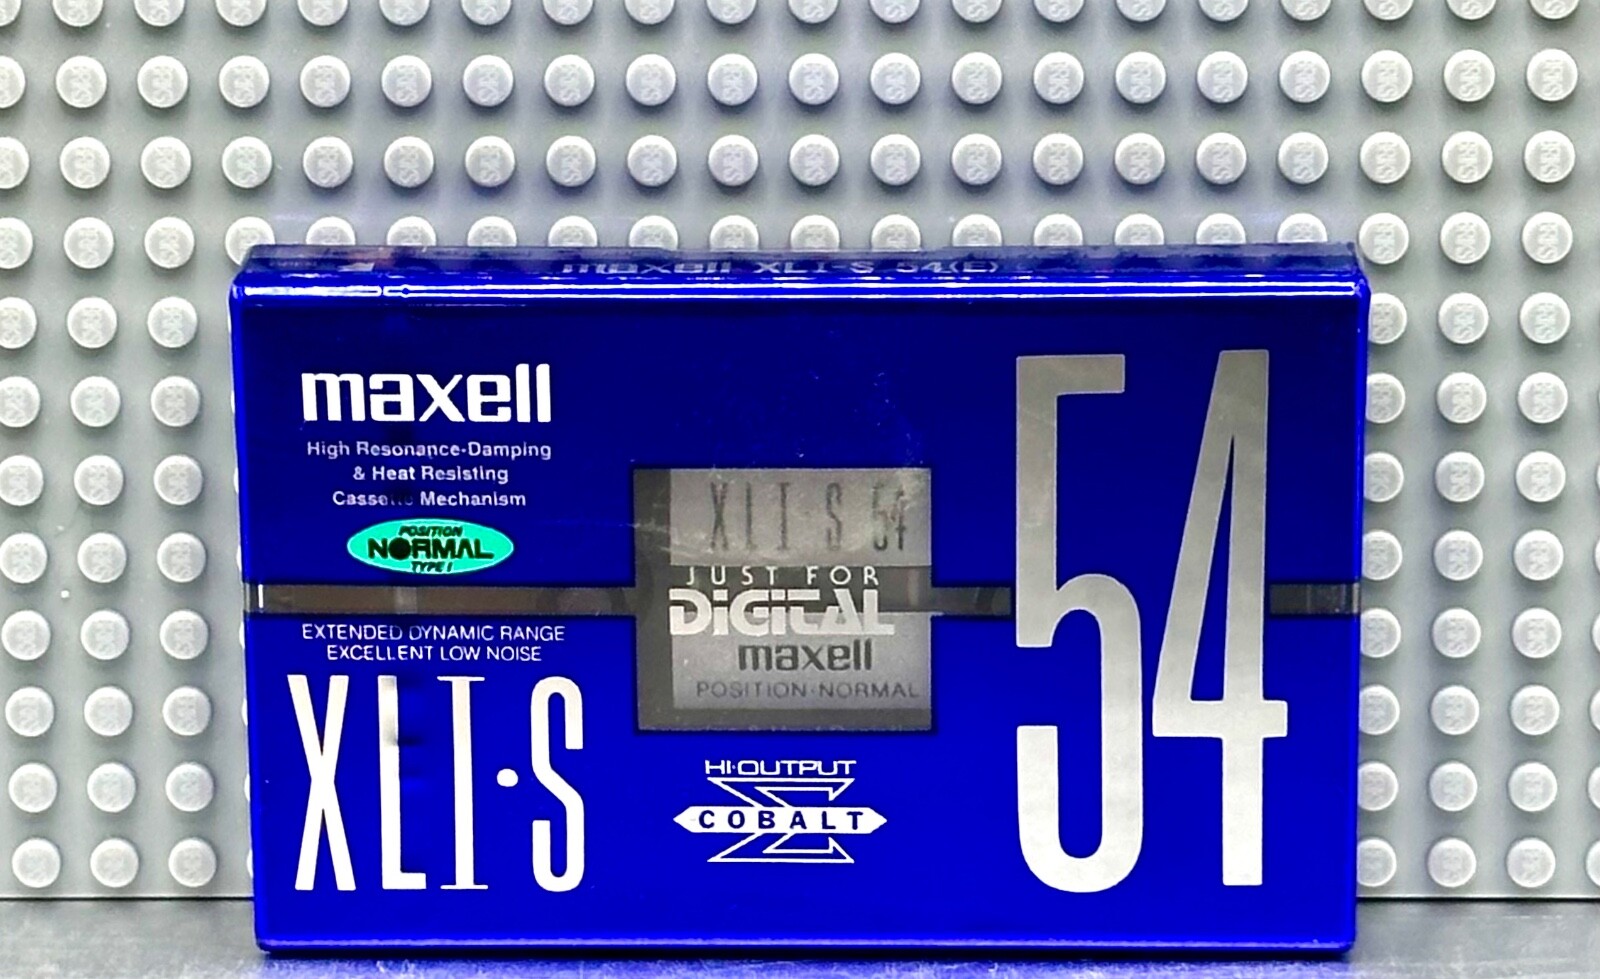 maxell XLI-S 54(E)
maxell
High Resonance-Damping
& Heat Resisting
Cassette Mechanism
POSITION
NORMAL
TYPE I
EXTENDED DYNAMIC RANGE
EXCELLENT LOW NOISE
XLI·S
XLI·S 54
JUST FOR
DiGiTAL
maxell
POSITION·NORMAL
HI·OUTPUT
COBALT
54